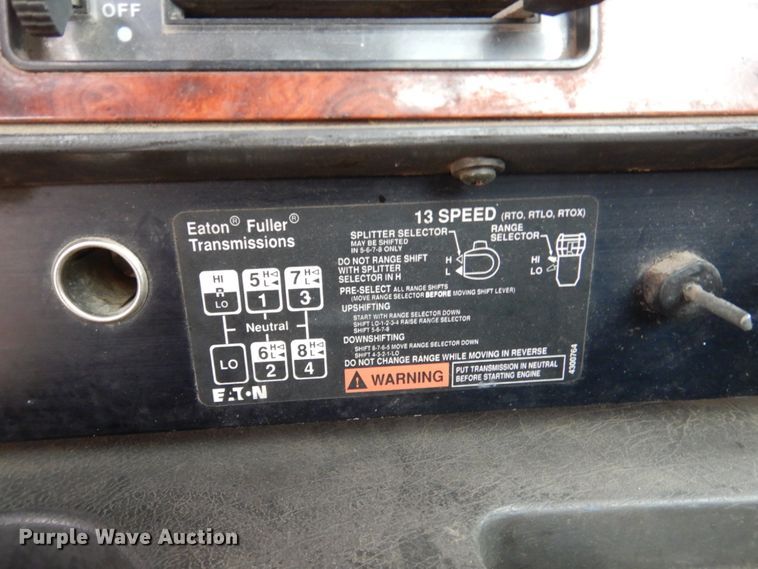 OFF
Eaton® Fuller®
Transmissions
13 SPEED (RTO, RTLO, RTOX)
SPLITTER SELECTOR
MAY BE SHIFTED
IN 5-6-7-8 ONLY
H
L
RANGE
SELECTOR
HI
LO
DO NOT RANGE SHIFT
WITH SPLITTER
SELECTOR IN H
PRE-SELECT ALL RANGE SHIFTS
(MOVE RANGE SELECTOR BEFORE MOVING SHIFT LEVER)
UPSHIFTING
START WITH RANGE SELECTOR DOWN
SHIFT LO-1-2-3-4 RAISE RANGE SELECTOR
SHIFT 5-6-7-8
DOWNSHIFTING
SHIFT 8-7-6-5 MOVE RANGE SELECTOR DOWN
SHIFT 4-3-2-1-LO
DO NOT CHANGE RANGE WHILE MOVING IN REVERSE
WARNING
PUT TRANSMISSION IN NEUTRAL
BEFORE STARTING ENGINE
4300764
HI 5 H L 7 H L
R
LO 1 3
Neutral
LO 6 H L 8 H L
2 4
EATON
Purple Wave Auction